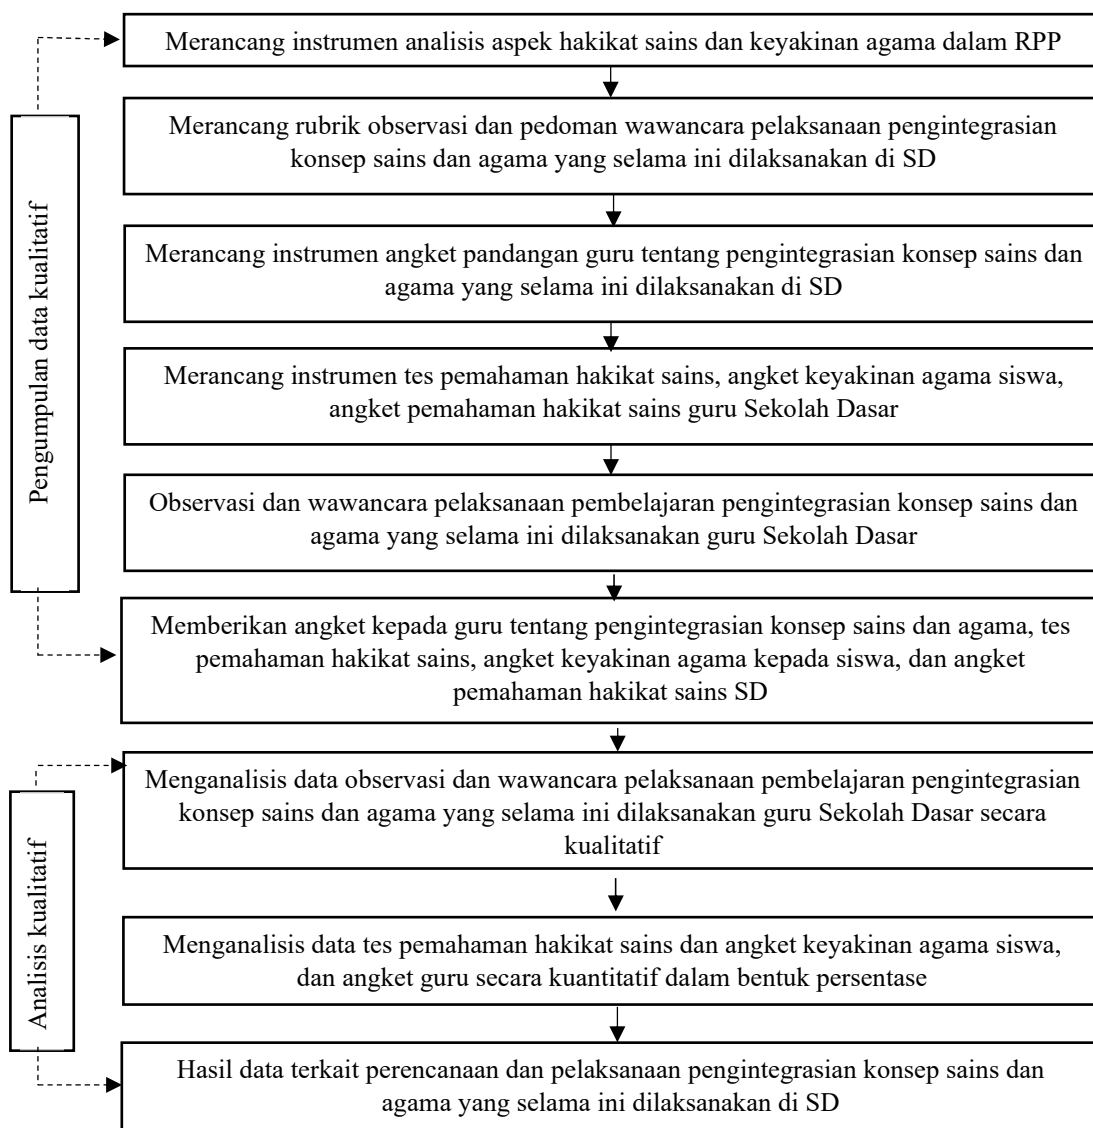 Merancang instrumen analisis aspek hakikat sains dan keyakinan agama dalam RPP
Merancang rubrik observasi dan pedoman wawancara pelaksanaan pengintegrasian
konsep sains dan agama yang selama ini dilaksanakan di SD
Merancang instrumen angket pandangan guru tentang pengintegrasian konsep sains dan
agama yang selama ini dilaksanakan di SD
Merancang instrumen tes pemahaman hakikat sains, angket keyakinan agama siswa,
angket pemahaman hakikat sains guru Sekolah Dasar
Observasi dan wawancara pelaksanaan pembelajaran pengintegrasian konsep sains dan
agama yang selama ini dilaksanakan guru Sekolah Dasar
Memberikan angket kepada guru tentang pengintegrasian konsep sains dan agama, tes
pemahaman hakikat sains, angket keyakinan agama kepada siswa, dan angket
pemahaman hakikat sains SD
Pengumpulan data kualitatif
Menganalisis data observasi dan wawancara pelaksanaan pembelajaran pengintegrasian
konsep sains dan agama yang selama ini dilaksanakan guru Sekolah Dasar secara
kualitatif
Menganalisis data tes pemahaman hakikat sains dan angket keyakinan agama siswa,
dan angket guru secara kuantitatif dalam bentuk persentase
Hasil data terkait perencanaan dan pelaksanaan pengintegrasian konsep sains dan
agama yang selama ini dilaksanakan di SD
Analisis kualitatif